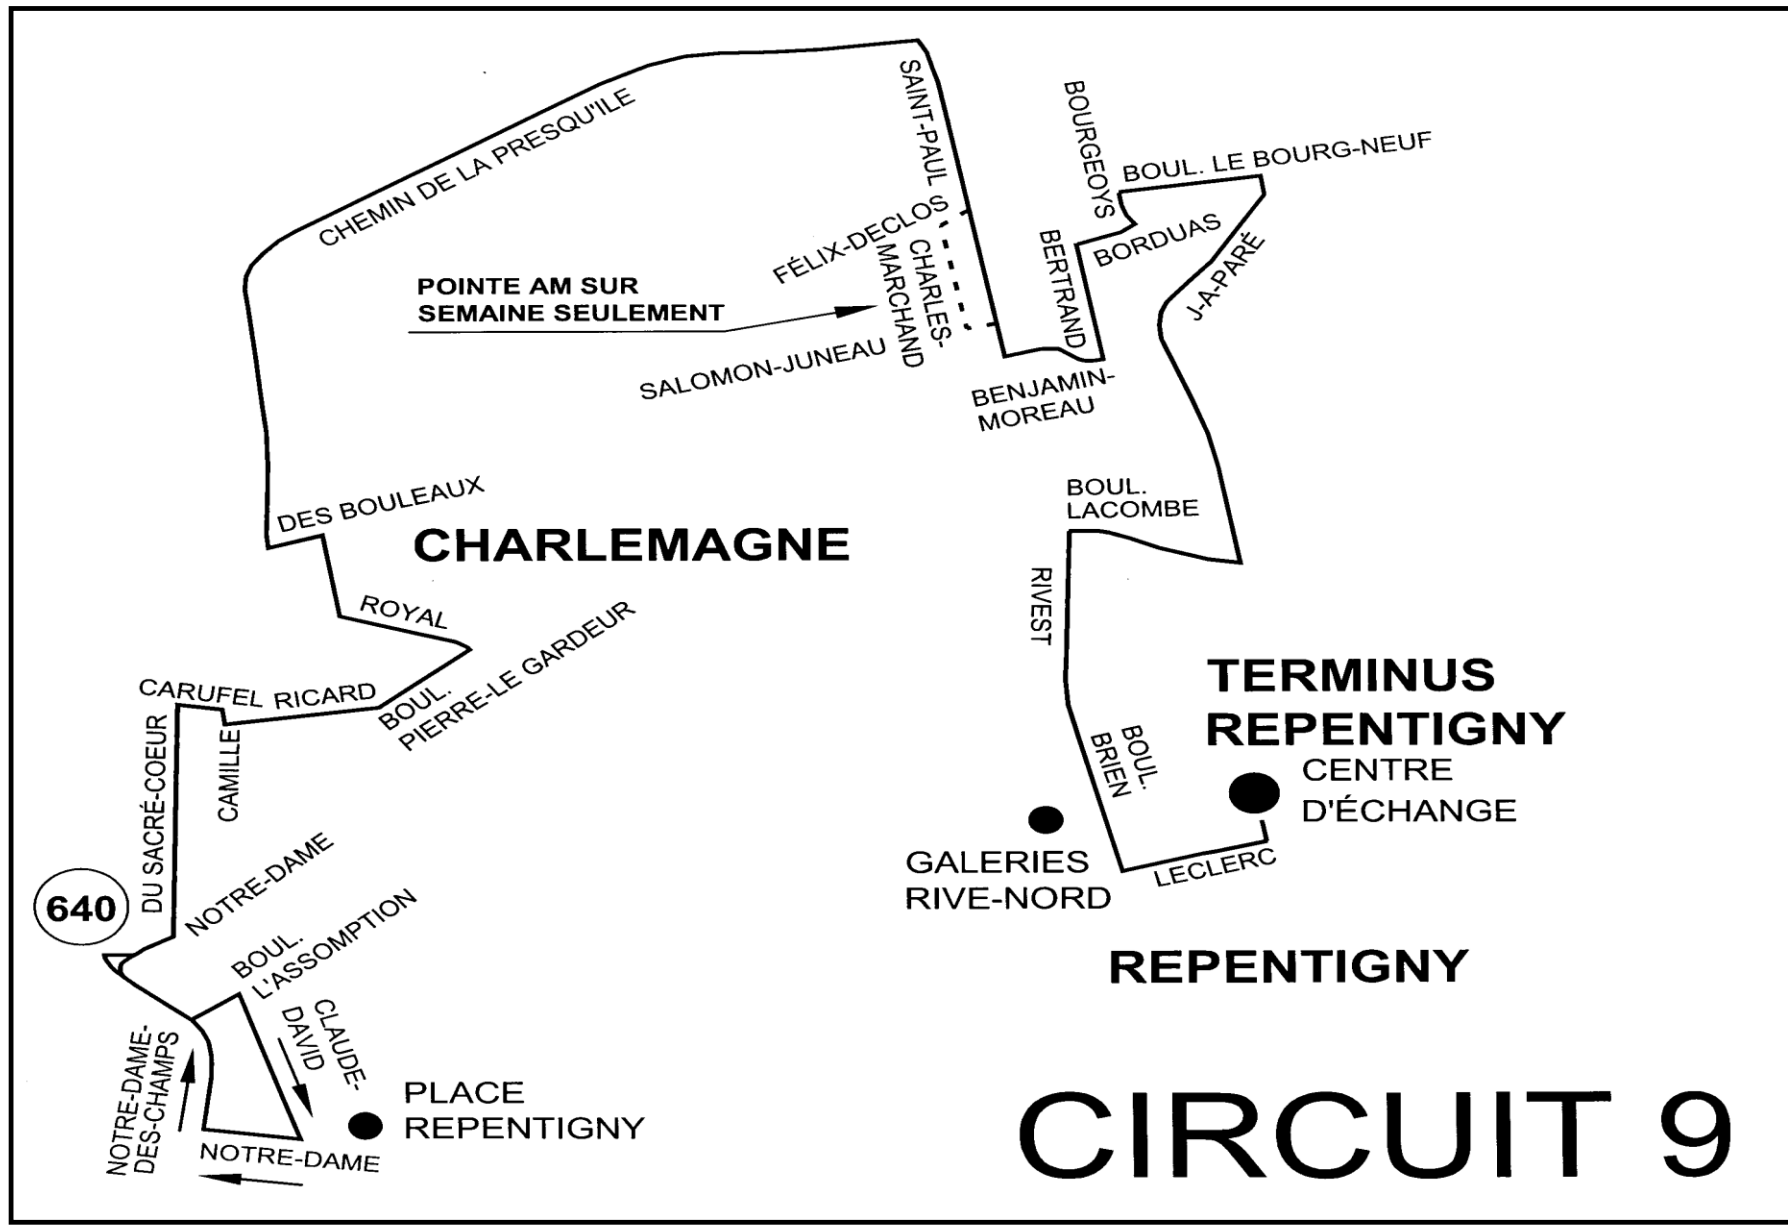 SAINT-PAUL
BOURGEOYS
BOUL. LE BOURG-NEUF
CHEMIN DE LA PRESQU'ILE
FÉLIX-DECLOS
CHARLES-
MARCHAND
BERTRAND
BORDUAS
J-A-PARÉ
POINTE AM SUR
SEMAINE SEULEMENT
SALOMON-JUNEAU
BENJAMIN-
MOREAU
DES BOULEAUX
BOUL.
LACOMBE
CHARLEMAGNE
RIVEST
ROYAL
BOUL.
PIERRE-LE GARDEUR
CARUFEL
RICARD
TERMINUS
REPENTIGNY
CENTRE
D'ÉCHANGE
DU SACRÉ-COEUR
CAMILLE
BOUL.
BRIEN
GALERIES
RIVE-NORD
LECLERC
640
NOTRE-DAME
BOUL.
L'ASSOMPTION
REPENTIGNY
CLAUDE-
DAVID
NOTRE-DAME-
DES-CHAMPS
PLACE
REPENTIGNY
NOTRE-DAME
CIRCUIT 9